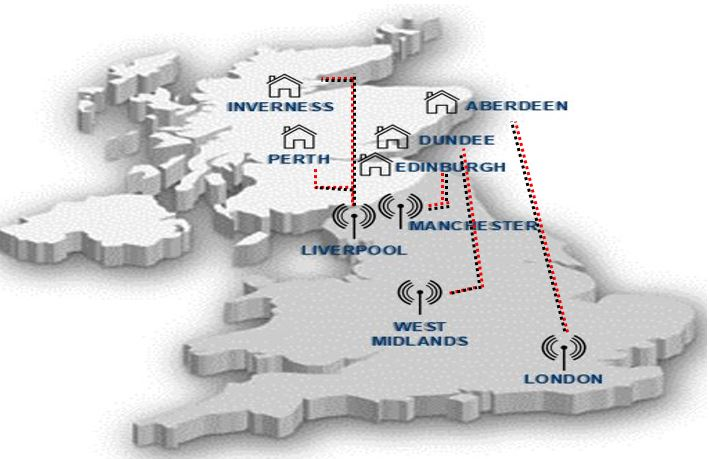 INVERNESS
ABERDEEN
DUNDEE
PERTH
EDINBURGH
MANCHESTER
LIVERPOOL
WEST
MIDLANDS
LONDON